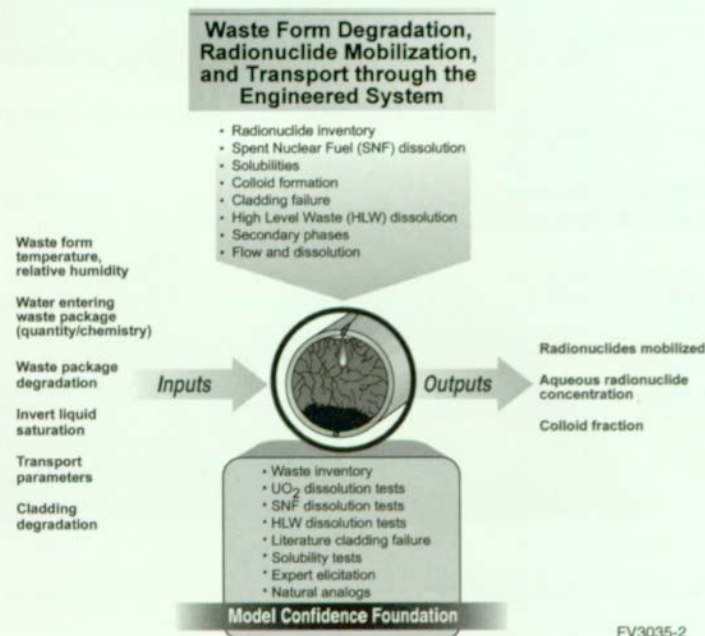 Waste Form Degradation,
Radionuclide Mobilization,
and Transport through the
Engineered System
• Radionuclide inventory
• Spent Nuclear Fuel (SNF) dissolution
• Solubilities
• Colloid formation
• Cladding failure
• High Level Waste (HLW) dissolution
• Secondary phases
• Flow and dissolution
Waste form
temperature,
relative humidity
Water entering
waste package
(quantity/chemistry)
Waste package
degradation
Invert liquid
saturation
Transport
parameters
Cladding
degradation
Inputs
Outputs
Radionuclides mobilized
Aqueous radionuclide
concentration
Colloid fraction
• Waste inventory
• UO2 dissolution tests
• SNF dissolution tests
• HLW dissolution tests
• Literature cladding failure
• Solubility tests
• Expert elicitation
• Natural analogs
Model Confidence Foundation
FV3035-2